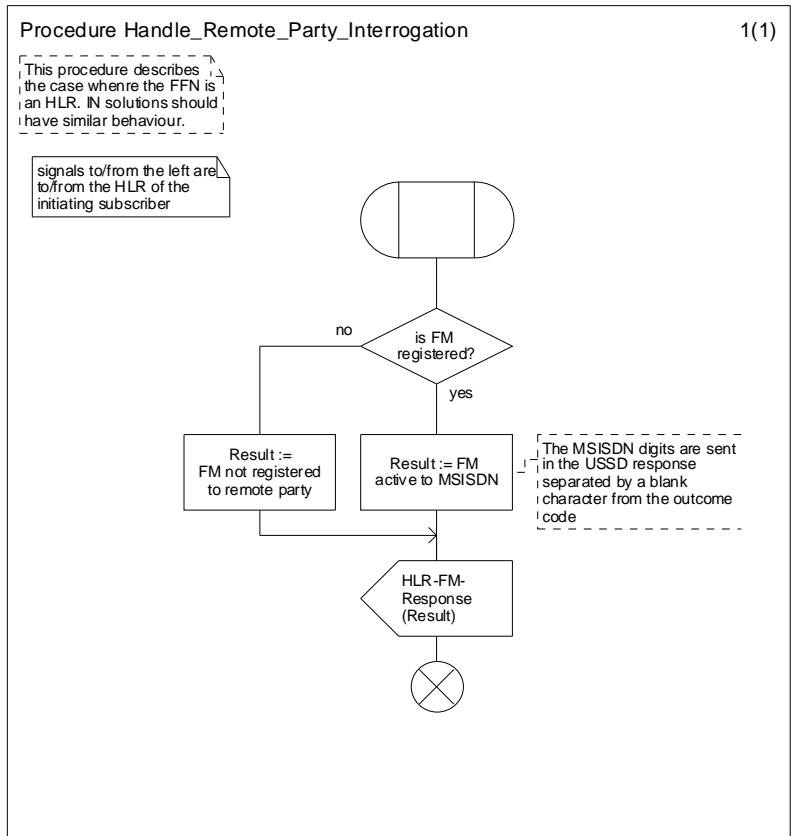 Procedure Handle_Remote_Party_Interrogation 1(1)
This procedure describes
the case whenre the FFN is
an HLR. IN solutions should
have similar behaviour.
signals to/from the left are
to/from the HLR of the
initiating subscriber
is FM
registered?
no
yes
Result :=
FM not registered
to remote party
Result := FM
active to MSISDN
The MSISDN digits are sent
in the USSD response
separated by a blank
character from the outcome
code
HLR-FM-
Response
(Result)